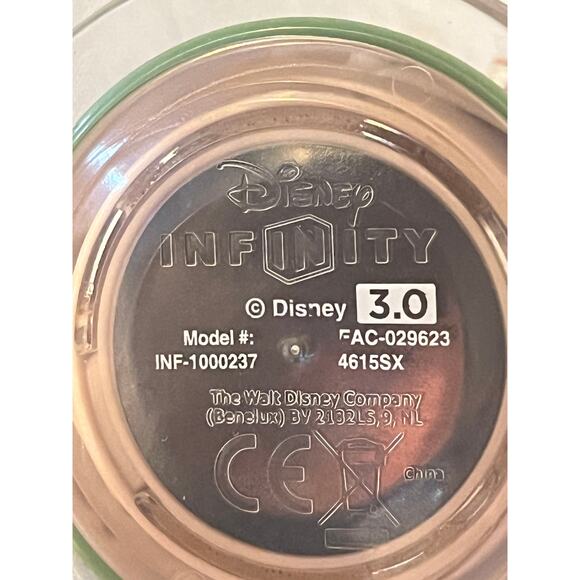 Disney
INFINITY
© Disney 3.0
Model #: FAC-029623
INF-1000237 4615SX
The Walt Disney Company
(Benelux) BV 2132LS, 9, NL
CE China